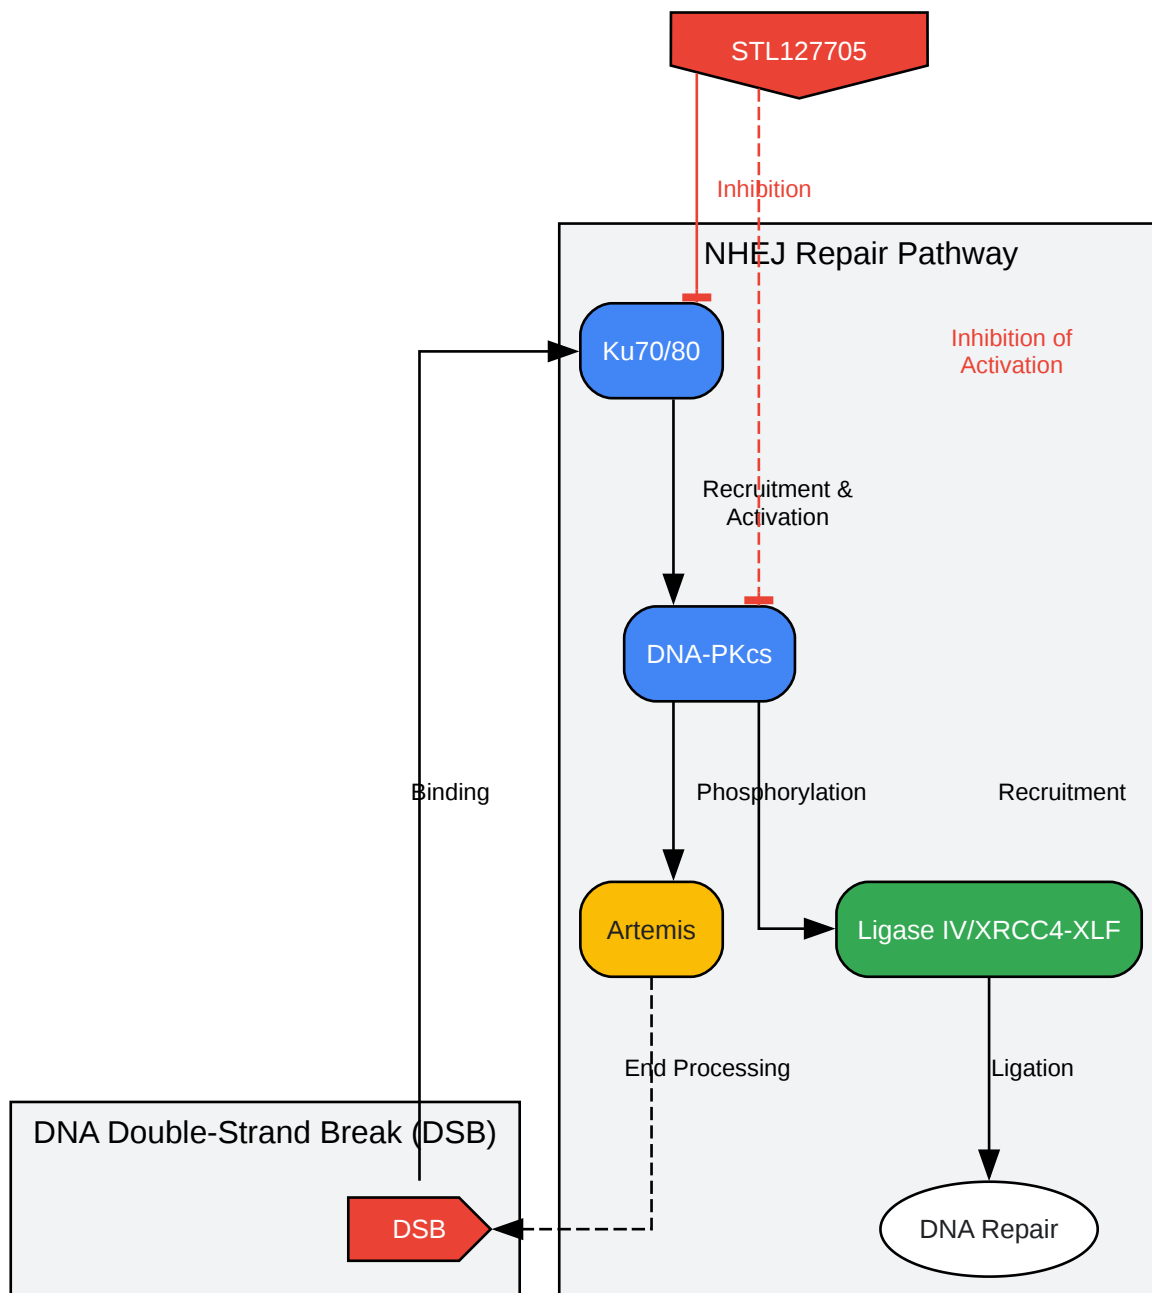 STL127705
Inhibition
NHEJ Repair Pathway
Inhibition of
Activation
Ku70/80
Recruitment &
Activation
DNA-PKcs
Binding
Phosphorylation
Recruitment
Artemis
Ligase IV/XRCC4-XLF
End Processing
Ligation
DNA Double-Strand Break (DSB)
DSB
DNA Repair